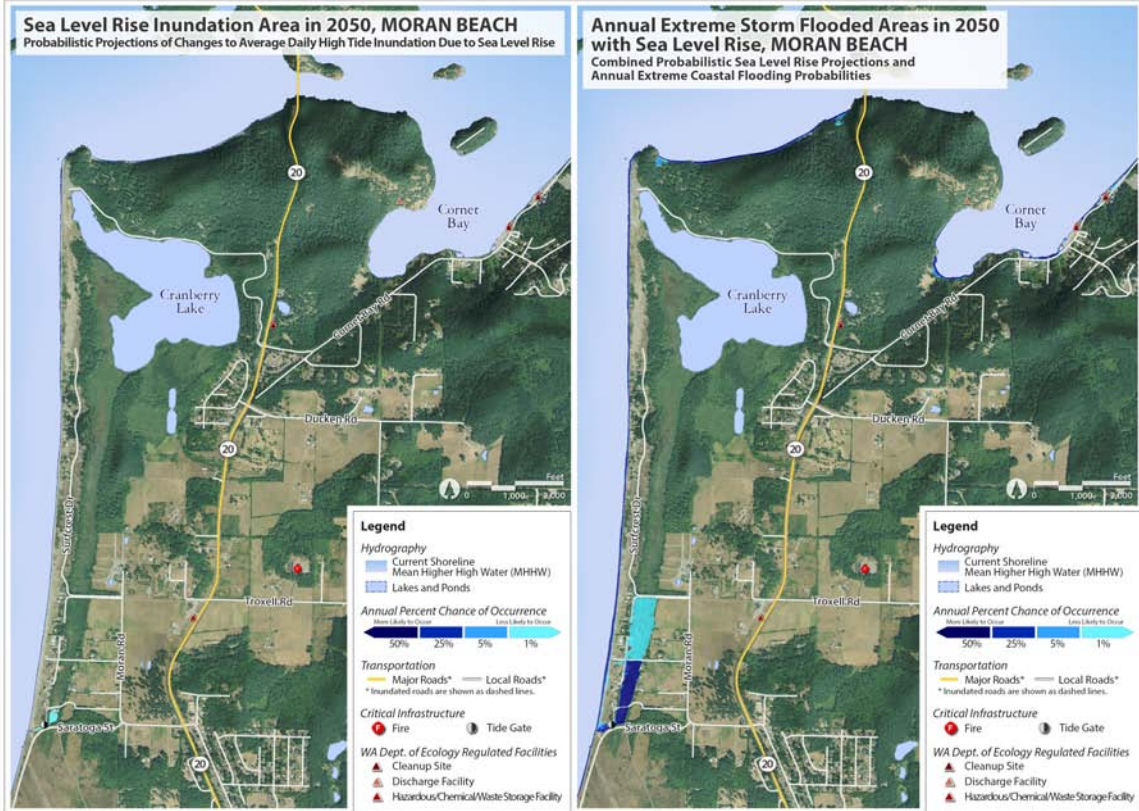 Sea Level Rise Inundation Area in 2050, MORAN BEACH
Probabilistic Projections of Changes to Average Daily High Tide Inundation Due to Sea Level Rise
20
Cornet
Bay
Cranberry
Lake
Cornet Bay Rd
Ducken Rd
20
Surfcrest Dr
Feet
0 1,000 2,000
Troxell Rd
Moran Rd
Saratoga St
20
Legend
Hydrography
Current Shoreline
Mean Higher High Water (MHHW)
Lakes and Ponds
Annual Percent Chance of Occurrence
More Likely to Occur Less Likely to Occur
50% 25% 5% 1%
Transportation
Major Roads* Local Roads*
* Inundated roads are shown as dashed lines.
Critical Infrastructure
F Fire Tide Gate
WA Dept. of Ecology Regulated Facilities
Cleanup Site
Discharge Facility
Hazardous/Chemical/Waste Storage Facility
Annual Extreme Storm Flooded Areas in 2050
with Sea Level Rise, MORAN BEACH
Combined Probabilistic Sea Level Rise Projections and
Annual Extreme Coastal Flooding Probabilities
20
Cornet
Bay
Cranberry
Lake
Cornet Bay Rd
Ducken Rd
20
Surfcrest Dr
Feet
0 1,000 2,000
Troxell Rd
Moran Rd
Saratoga St
20
Legend
Hydrography
Current Shoreline
Mean Higher High Water (MHHW)
Lakes and Ponds
Annual Percent Chance of Occurrence
More Likely to Occur Less Likely to Occur
50% 25% 5% 1%
Transportation
Major Roads* Local Roads*
* Inundated roads are shown as dashed lines.
Critical Infrastructure
F Fire Tide Gate
WA Dept. of Ecology Regulated Facilities
Cleanup Site
Discharge Facility
Hazardous/Chemical/Waste Storage Facility